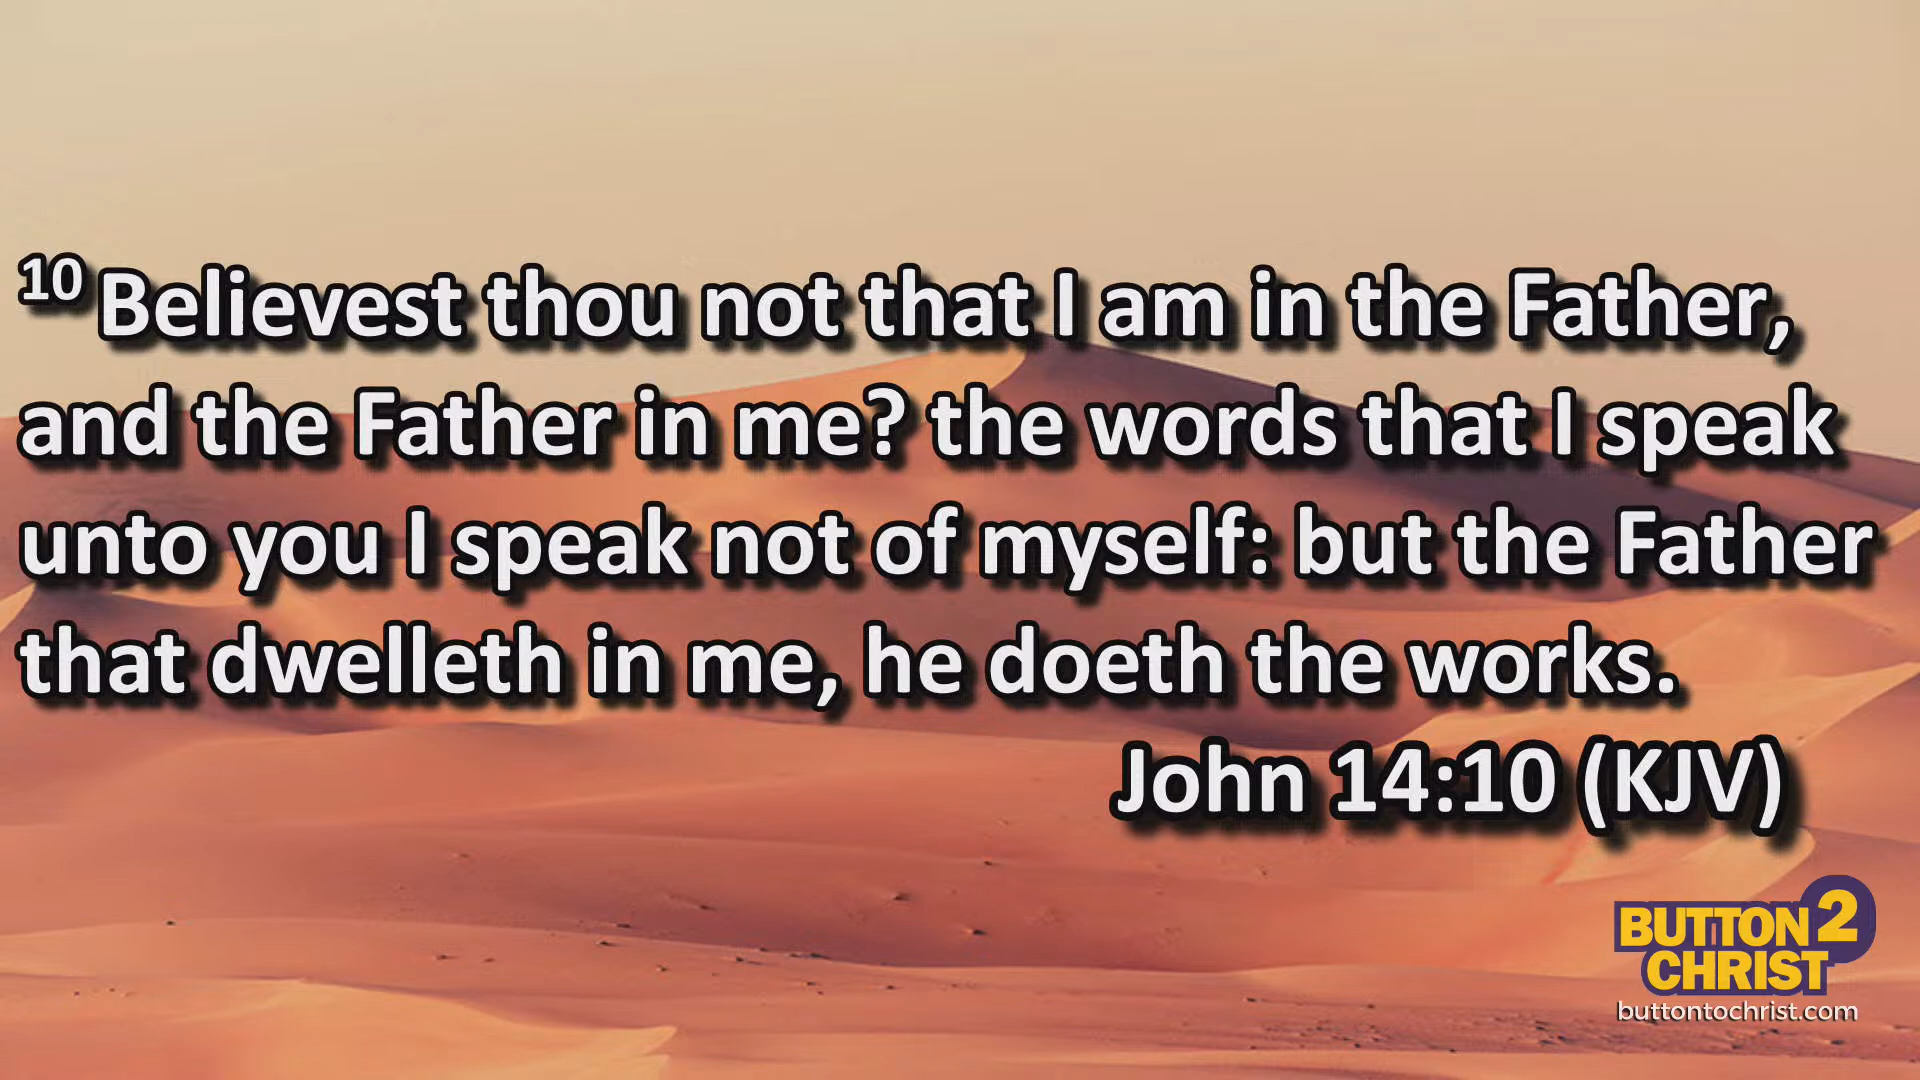 10 Believest thou not that I am in the Father,
and the Father in me? the words that I speak
unto you I speak not of myself: but the Father
that dwelleth in me, he doeth the works.
John 14:10 (KJV)
BUTTON 2
CHRIST
buttontochrist.com